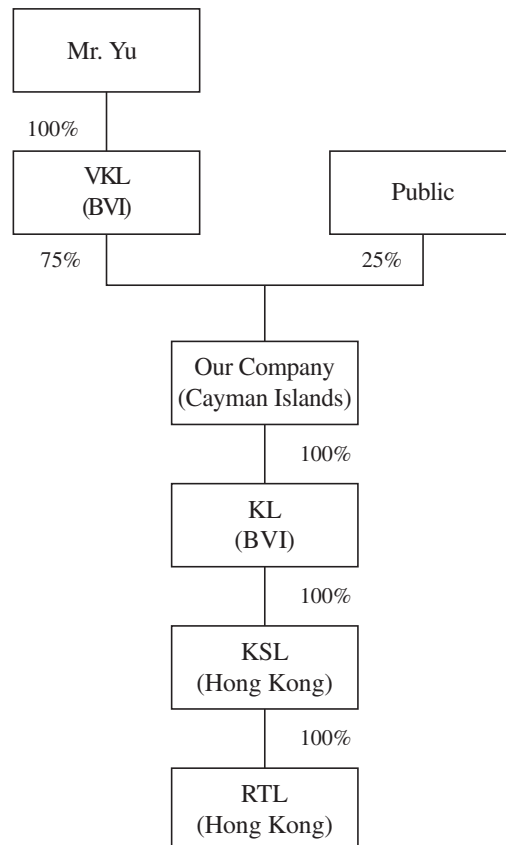 Mr. Yu
100%
VKL
(BVI)
Public
75%
25%
Our Company
(Cayman Islands)
100%
KL
(BVI)
100%
KSL
(Hong Kong)
100%
RTL
(Hong Kong)